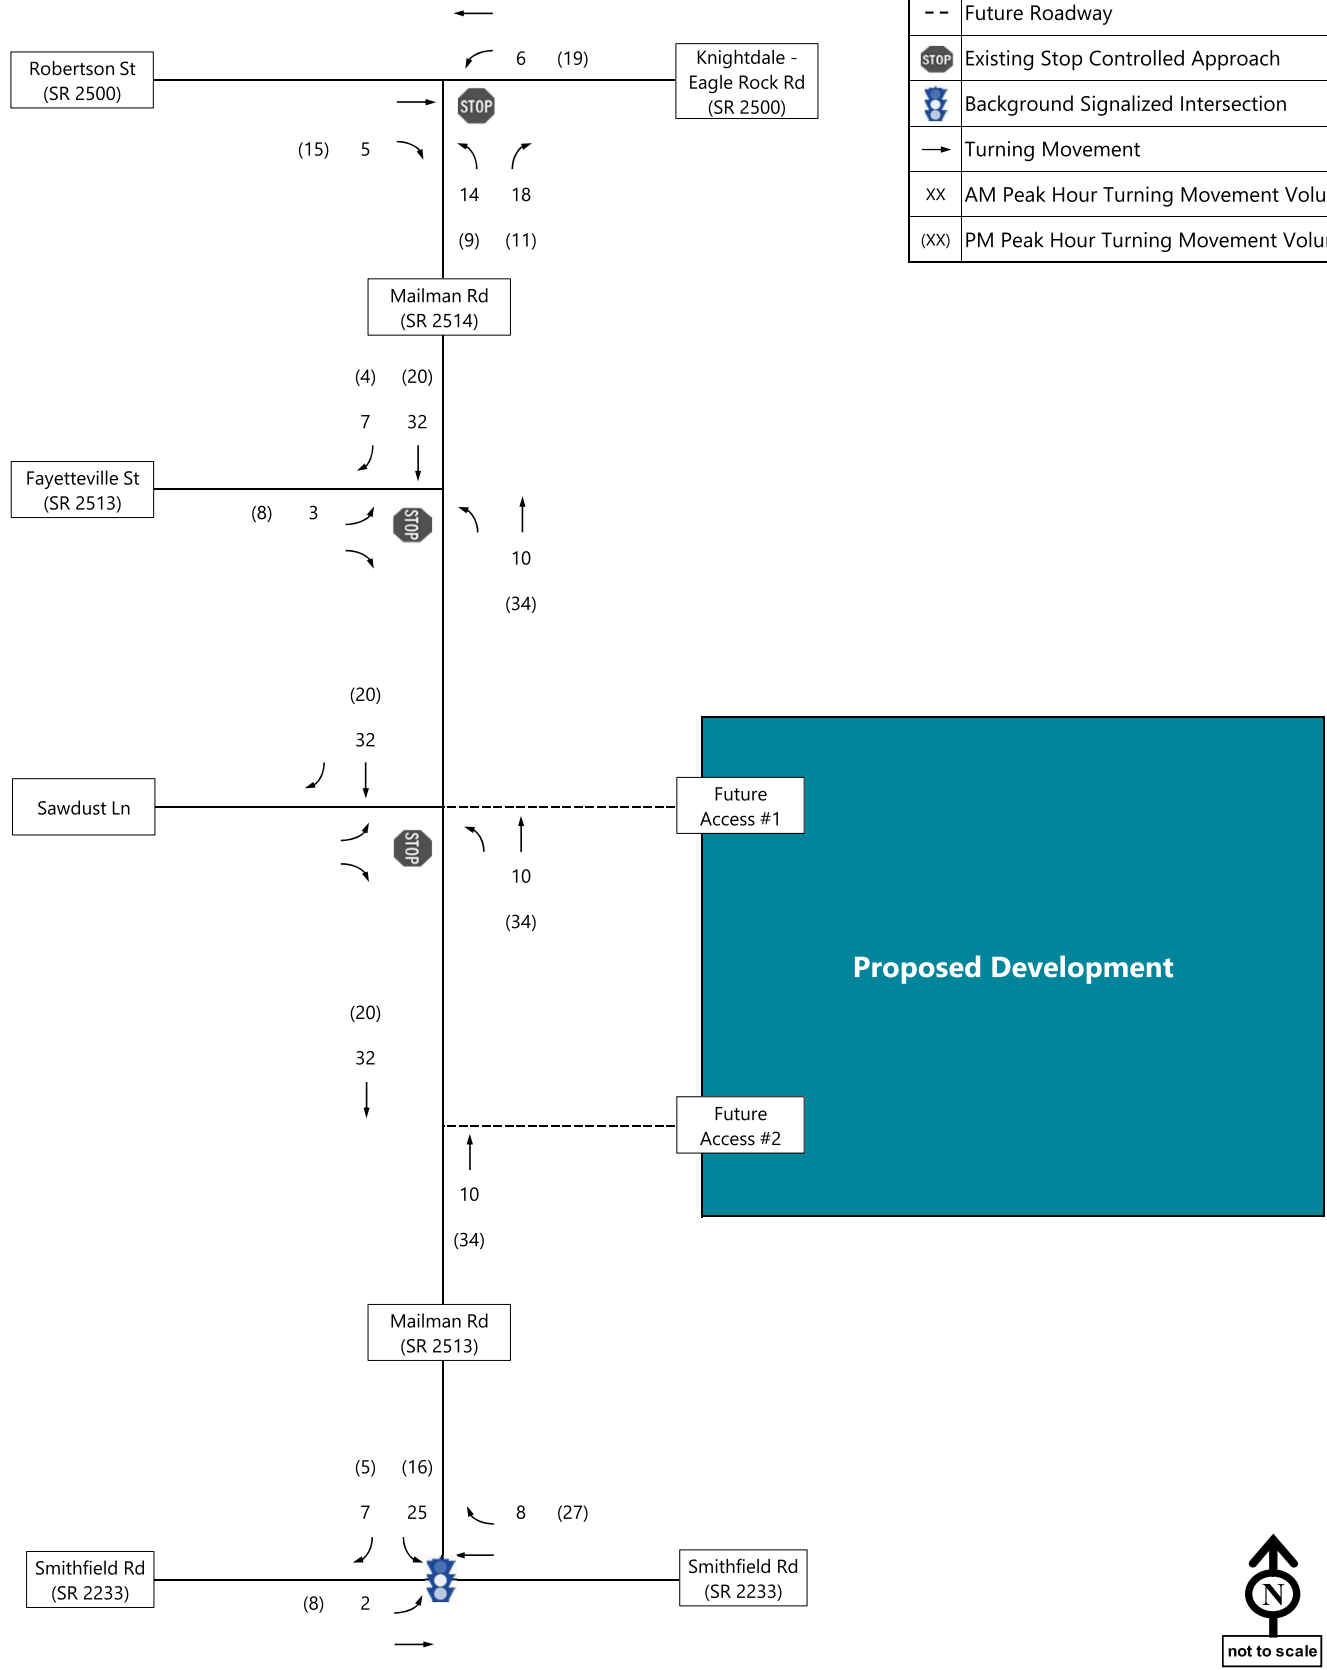 -- Future Roadway
STOP Existing Stop Controlled Approach
Background Signalized Intersection
Turning Movement
XX AM Peak Hour Turning Movement Volu
(XX) PM Peak Hour Turning Movement Volu
6 (19)
Robertson St
(SR 2500)
Knightdale -
Eagle Rock Rd
(SR 2500)
STOP
(15) 5
14 18
(9) (11)
Mailman Rd
(SR 2514)
(4) (20)
7 32
Fayetteville St
(SR 2513)
(8) 3
STOP
10
(34)
(20)
32
Sawdust Ln
Future
Access #1
STOP
10
(34)
Proposed Development
(20)
32
Future
Access #2
10
(34)
Mailman Rd
(SR 2513)
(5) (16)
7 25
8 (27)
Smithfield Rd
(SR 2233)
Smithfield Rd
(SR 2233)
(8) 2
N
not to scale